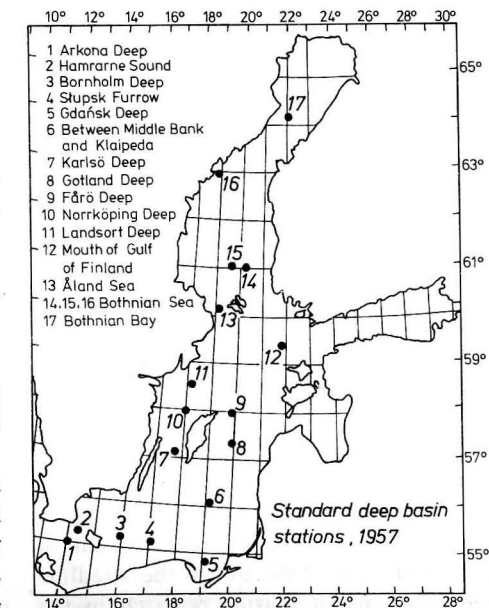 10° 12° 14° 16° 18° 20° 22° 24° 26° 28° 30°
1 Arkona Deep
2 Hamrarne Sound
3 Bornholm Deep
4 Słupsk Furrow
5 Gdańsk Deep
6 Between Middle Bank
and Klaipeda
7 Karlsö Deep
8 Gotland Deep
9 Fårö Deep
10 Norrköping Deep
11 Landsort Deep
12 Mouth of Gulf
of Finland
13 Åland Sea
14.15.16 Bothnian Sea
17 Bothnian Bay
65°
17
63°
16
15
61°
14
13
12
59°
11
10
9
8
7
57°
6
Standard deep basin
stations, 1957
2
3
4
1
5
55°
14° 16° 18° 20° 22° 24° 26° 28°